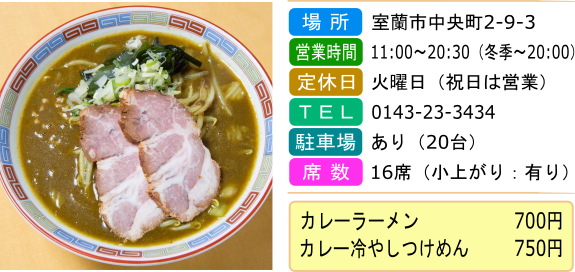 場所 室蘭市中央町2-9-3
営業時間 11:00〜20:30（冬季〜20:00）
定休日 火曜日（祝日は営業）
ＴＥＬ 0143-23-3434
駐車場 あり（20台）
席数 16席（小上がり：有り）
カレーラーメン 700円
カレー冷やしつけめん 750円